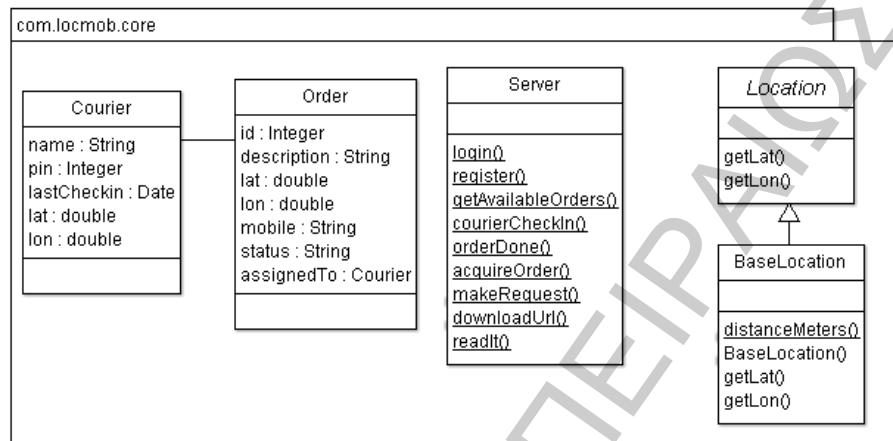 com.locmob.core
Courier
name : String
pin : Integer
lastCheckin : Date
lat : double
lon : double
Order
id : Integer
description : String
lat : double
lon : double
mobile : String
status : String
assignedTo : Courier
Server
login()
register()
getAvailableOrders()
courierCheckIn()
orderDone()
acquireOrder()
makeRequest()
downloadUrl()
readIt()
Location
getLat()
getLon()
BaseLocation
distanceMeters()
BaseLocation()
getLat()
getLon()
ΠΕΙΡΑΙΩΣ